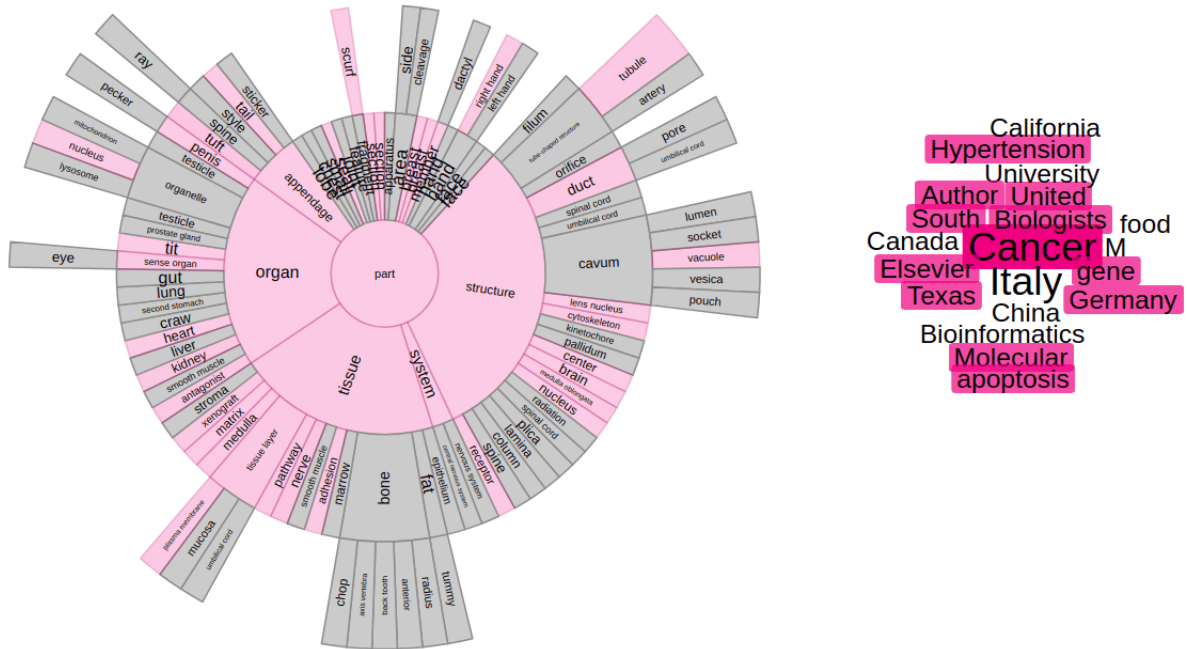 part
structure
organ
tissue
system
appendage
scurf
side
cleavage
dactyl
right hand
left hand
apparatus
area
breast
hand
face
filum
tube-shaped structure
tubule
artery
orifice
pore
umbilical cord
duct
spinal cord
umbilical cord
cavum
lumen
socket
vacuole
vesica
pouch
lens nucleus
cytoskeleton
kinetochore
pallidum
center
brain
medulla oblongata
nucleus
radiation
spinal cord
plica
lamina
column
spine
receptor
nervous system
central nervous system
epithelium
fat
tummy
bone
radius
anterior
back tooth
axis vertebra
chop
marrow
adhesion
smooth muscle
nerve
pathway
tissue layer
umbilical cord
mucosa
plasma membrane
medulla
matrix
xenograft
stroma
antagonist
smooth muscle
kidney
liver
heart
craw
second stomach
lung
gut
sense organ
eye
tit
prostate gland
testicle
organelle
lysosome
nucleus
mitochondrion
testicle
penis
pecker
tuft
spine
ray
style
tail
sticker
California
Hypertension
University
Author United
South Biologists food
Canada Cancer M
Elsevier Italy gene
Texas Germany
China
Bioinformatics
Molecular
apoptosis